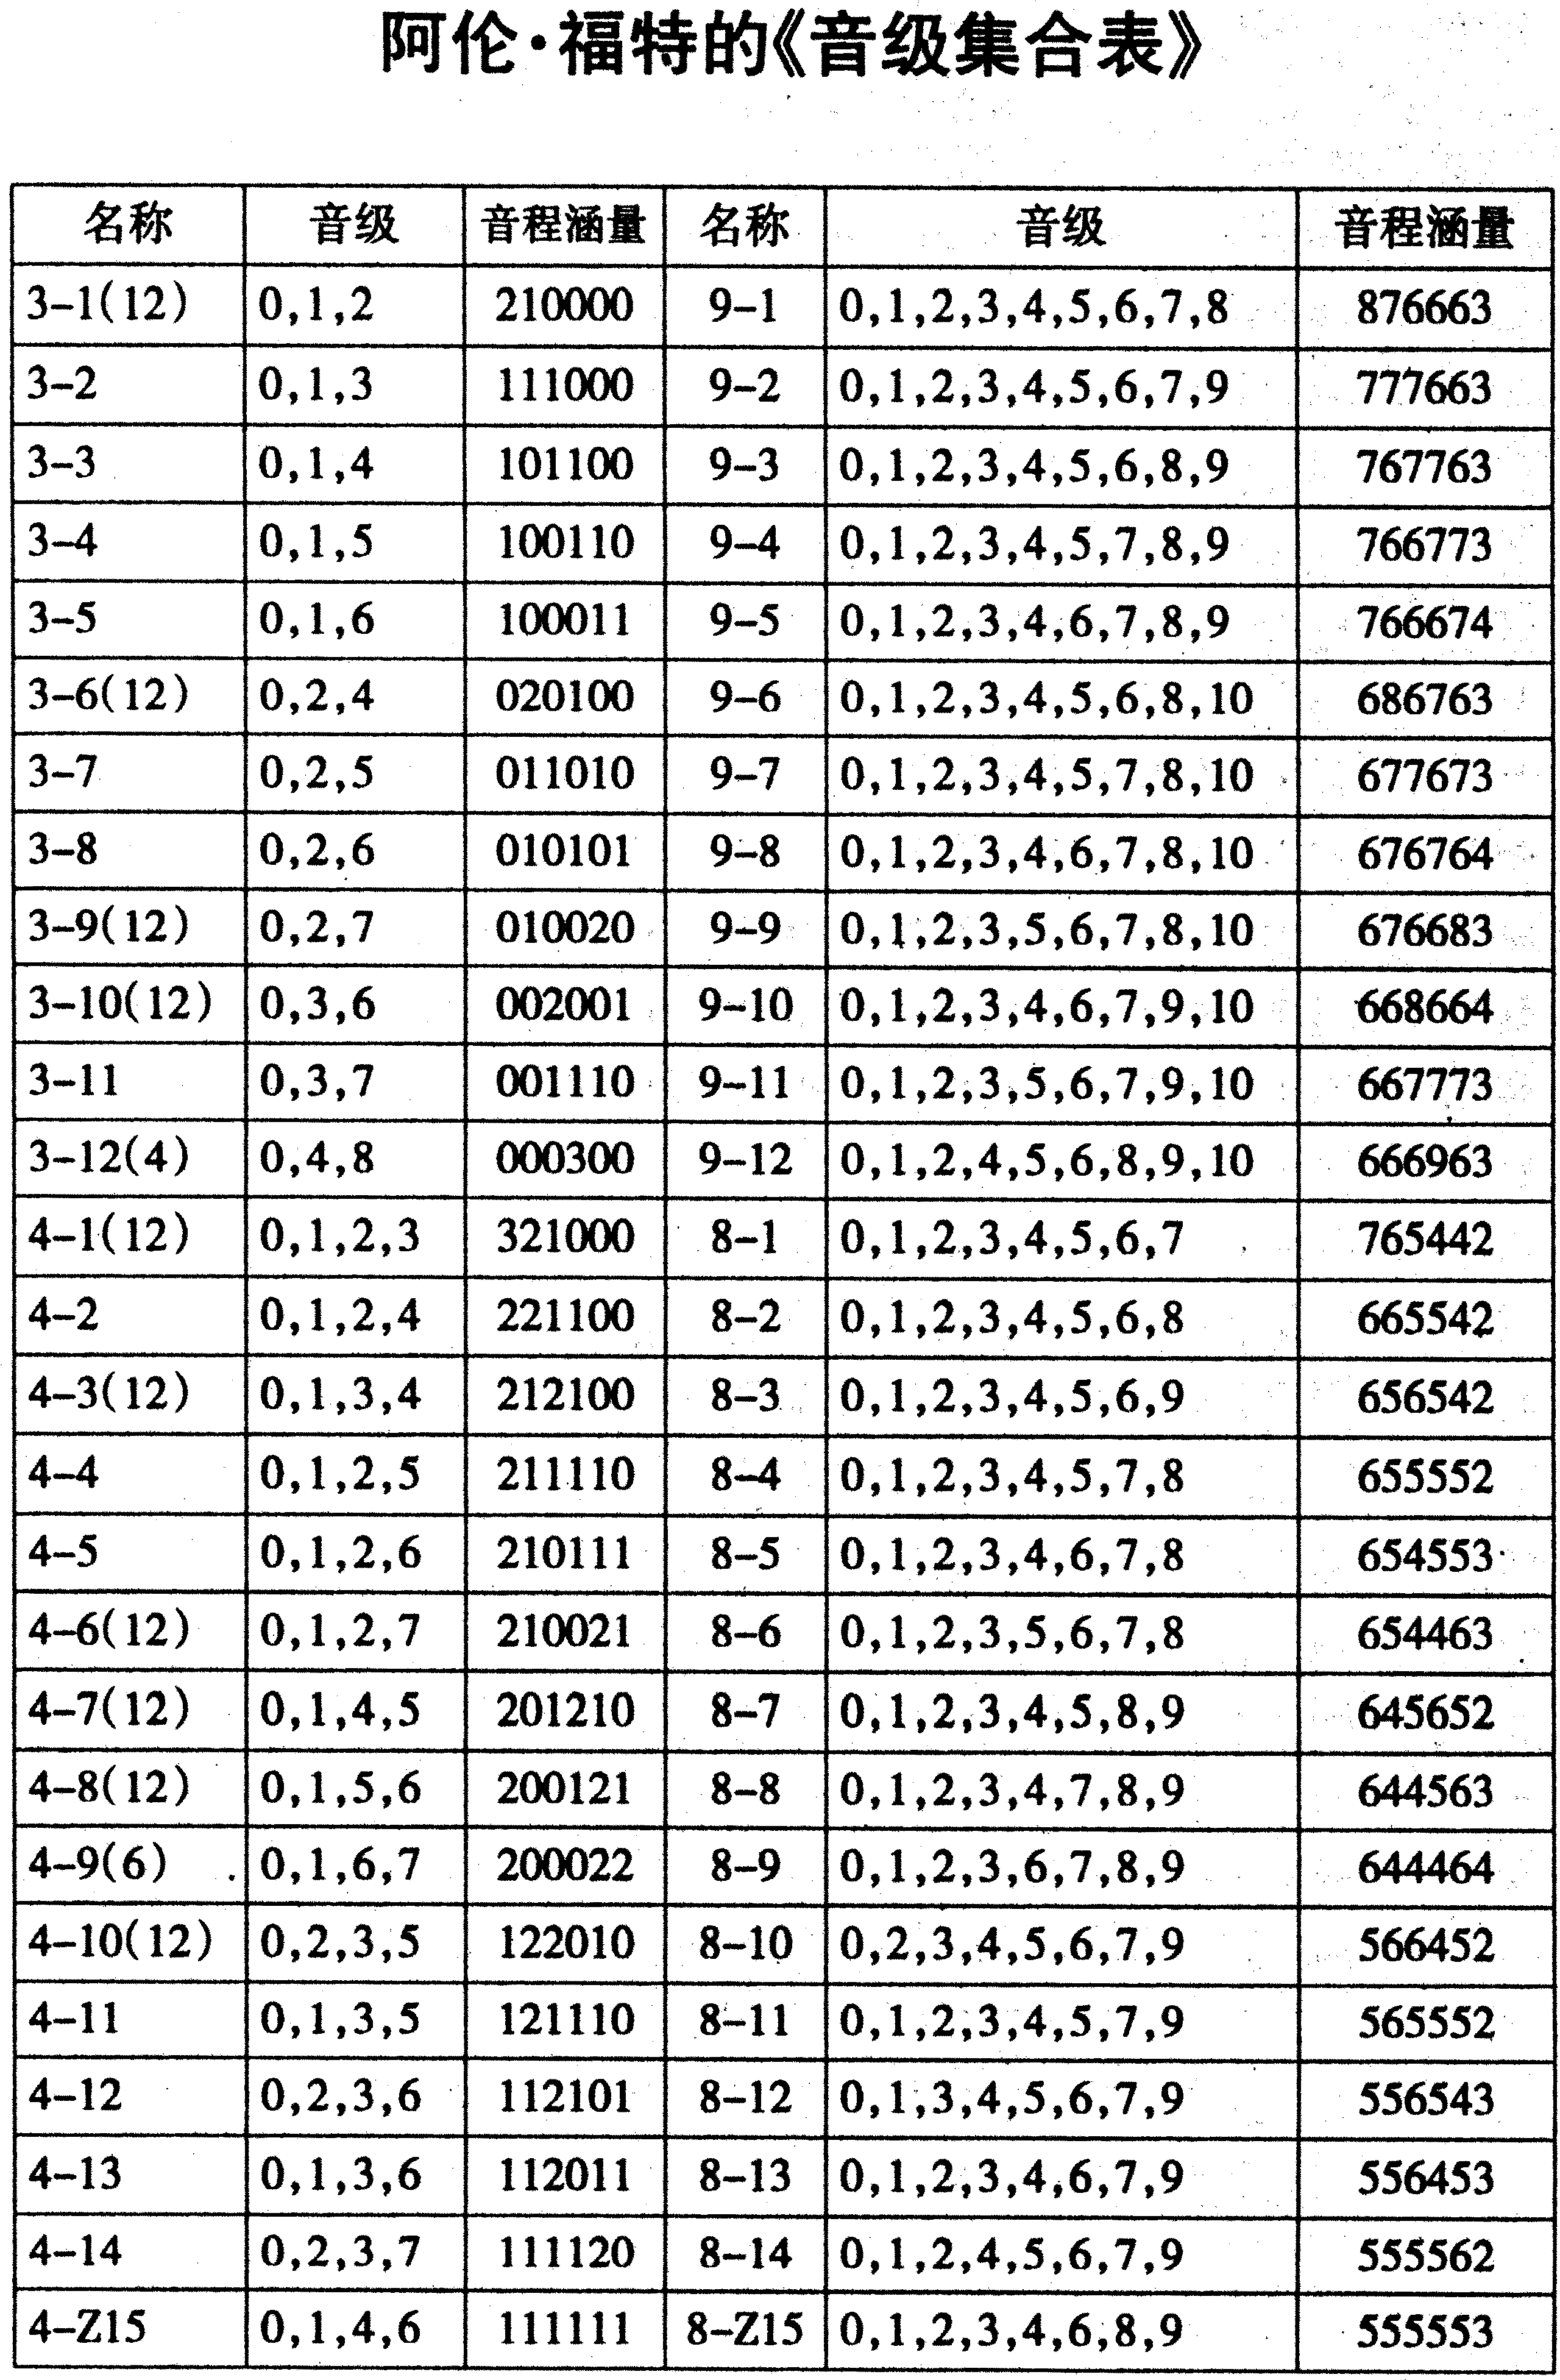 阿伦·福特的《音级集合表》
名称 音级 音程涵量 名称 音级 音程涵量
3-1(12) 0,1,2 210000 9-1 0,1,2,3,4,5,6,7,8 876663
3-2 0,1,3 111000 9-2 0,1,2,3,4,5,6,7,9 777663
3-3 0,1,4 101100 9-3 0,1,2,3,4,5,6,8,9 767763
3-4 0,1,5 100110 9-4 0,1,2,3,4,5,7,8,9 766773
3-5 0,1,6 100011 9-5 0,1,2,3,4,6,7,8,9 766674
3-6(12) 0,2,4 020100 9-6 0,1,2,3,4,5,6,8,10 686763
3-7 0,2,5 011010 9-7 0,1,2,3,4,5,7,8,10 677673
3-8 0,2,6 010101 9-8 0,1,2,3,4,6,7,8,10 676764
3-9(12) 0,2,7 010020 9-9 0,1,2,3,5,6,7,8,10 676683
3-10(12) 0,3,6 002001 9-10 0,1,2,3,4,6,7,9,10 668664
3-11 0,3,7 001110 9-11 0,1,2,3,5,6,7,9,10 667773
3-12(4) 0,4,8 000300 9-12 0,1,2,4,5,6,8,9,10 666963
4-1(12) 0,1,2,3 321000 8-1 0,1,2,3,4,5,6,7 765442
4-2 0,1,2,4 221100 8-2 0,1,2,3,4,5,6,8 665542
4-3(12) 0,1,3,4 212100 8-3 0,1,2,3,4,5,6,9 656542
4-4 0,1,2,5 211110 8-4 0,1,2,3,4,5,7,8 655552
4-5 0,1,2,6 210111 8-5 0,1,2,3,4,6,7,8 654553
4-6(12) 0,1,2,7 210021 8-6 0,1,2,3,5,6,7,8 654463
4-7(12) 0,1,4,5 201210 8-7 0,1,2,3,4,5,8,9 645652
4-8(12) 0,1,5,6 200121 8-8 0,1,2,3,4,7,8,9 644563
4-9(6) 0,1,6,7 200022 8-9 0,1,2,3,6,7,8,9 644464
4-10(12) 0,2,3,5 122010 8-10 0,2,3,4,5,6,7,9 566452
4-11 0,1,3,5 121110 8-11 0,1,2,3,4,5,7,9 565552
4-12 0,2,3,6 112101 8-12 0,1,3,4,5,6,7,9 556543
4-13 0,1,3,6 112011 8-13 0,1,2,3,4,6,7,9 556453
4-14 0,2,3,7 111120 8-14 0,1,2,4,5,6,7,9 555562
4-Z15 0,1,4,6 111111 8-Z15 0,1,2,3,4,6,8,9 555553